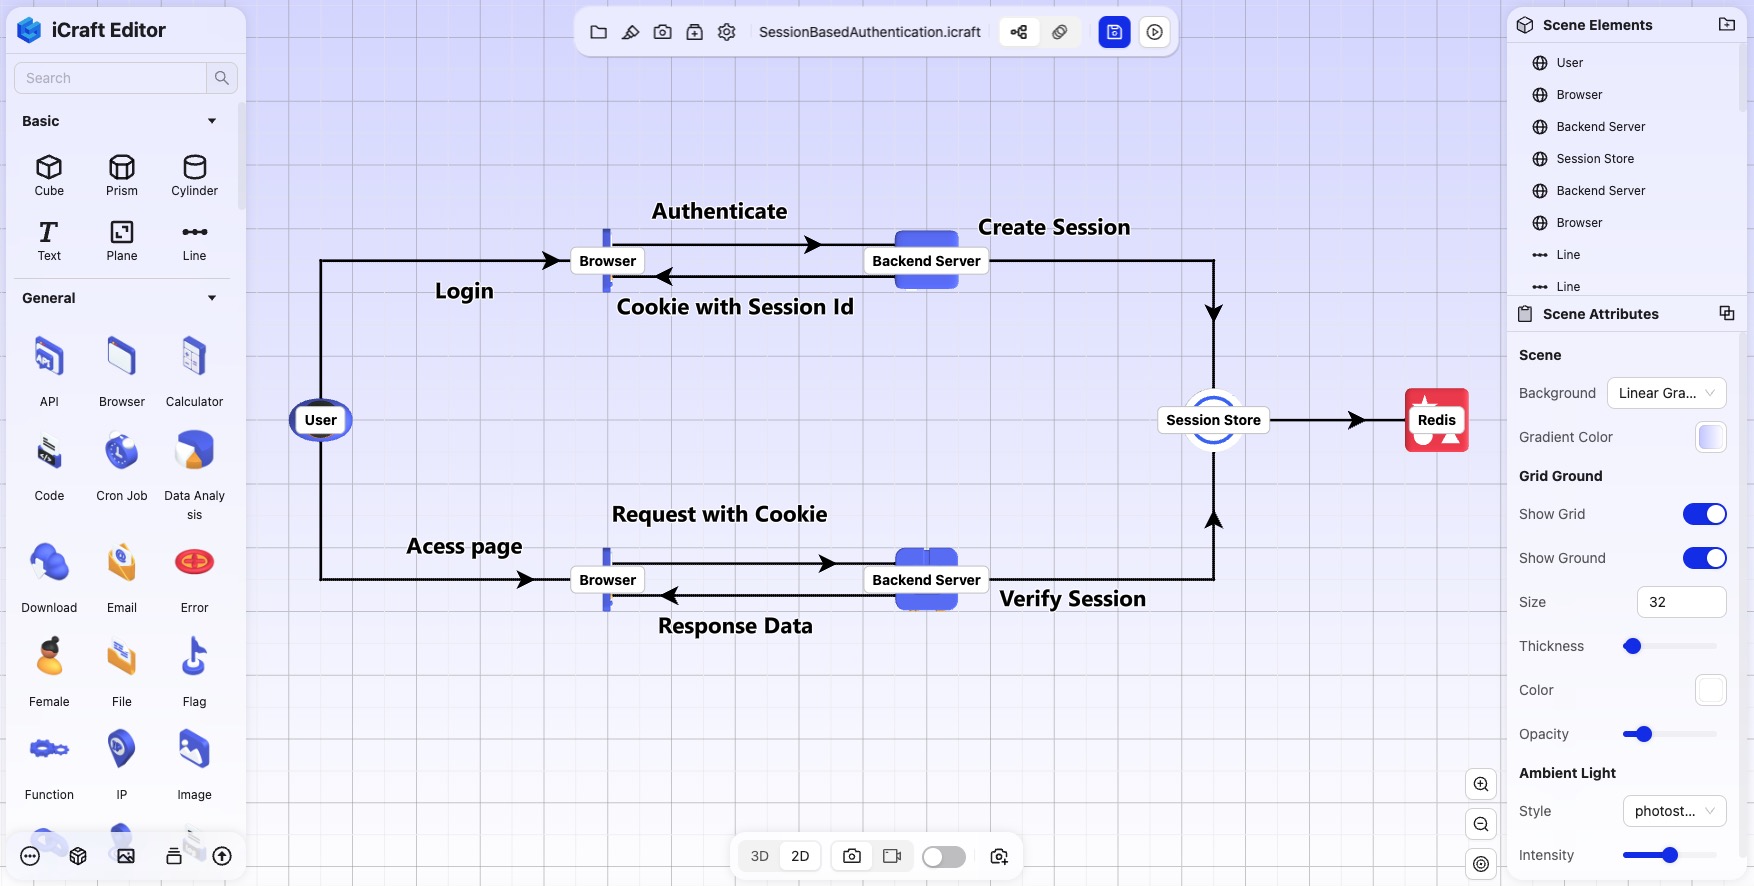 iCraft Editor
Search
Basic
Cube Prism Cylinder
Text Plane Line
General
API Browser Calculator
Code Cron Job Data Analy
sis
Download Email Error
Female File Flag
Function IP Image
SessionBasedAuthentication.icraft
Authenticate
Create Session
Browser
Backend Server
Login
Cookie with Session Id
User
Session Store
Redis
Request with Cookie
Acess page
Browser
Backend Server
Verify Session
Response Data
3D 2D
Scene Elements
User
Browser
Backend Server
Session Store
Backend Server
Browser
Line
Line
Scene Attributes
Scene
Background Linear Gra...
Gradient Color
Grid Ground
Show Grid
Show Ground
Size 32
Thickness
Color
Opacity
Ambient Light
Style photost...
Intensity